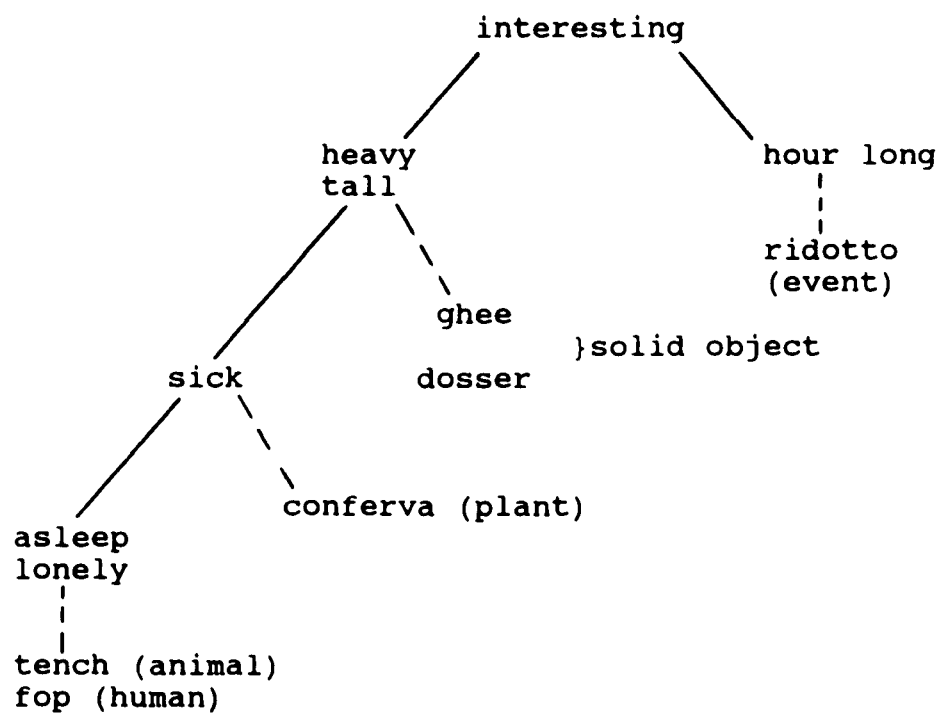 interesting
heavy
tall
hour long
ridotto
(event)
ghee
}solid object
sick
dosser
conferva (plant)
asleep
lonely
tench (animal)
fop (human)